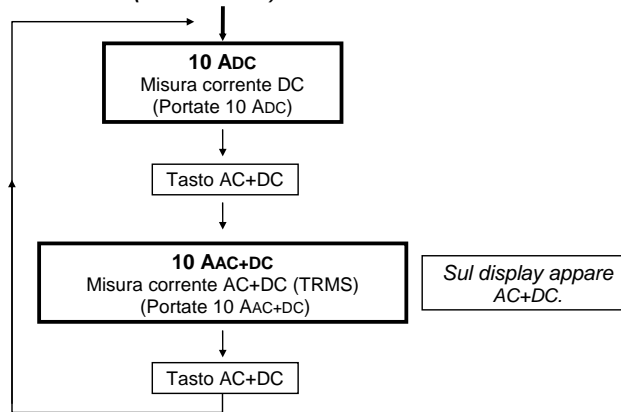 10 ADC
Misura corrente DC
(Portate 10 ADC)
Tasto AC+DC
10 AAC+DC
Misura corrente AC+DC (TRMS)
(Portate 10 AAC+DC)
Sul display appare
AC+DC.
Tasto AC+DC